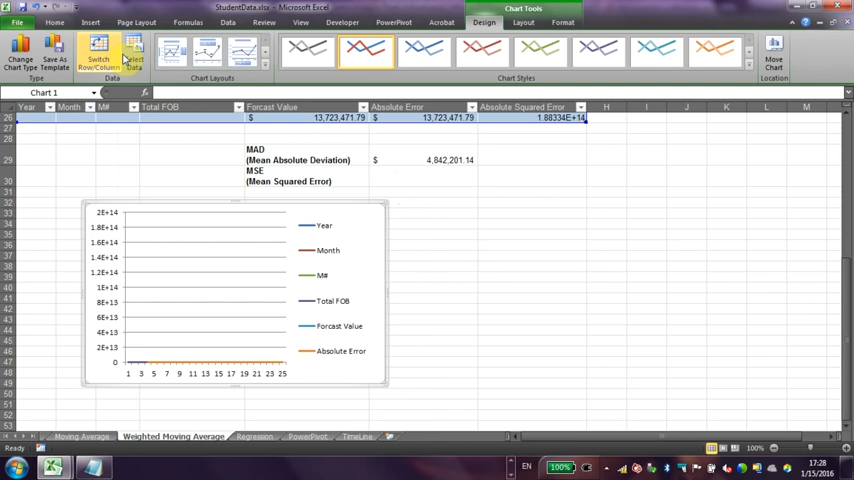 StudentData.xlsx - Microsoft Excel
Chart Tools
File Home Insert Page Layout Formulas Data Review View Developer PowerPivot Acrobat Design Layout Format
Change Chart Type
Save As Template
Switch Row/Column
Select Data
Move Chart
Type Data Chart Layouts Chart Styles Location
Chart 1 fx
Year Month M# Total FOB Forcast Value Absolute Error Absolute Squared Error H I J K L M
26 $ 13,723,471.79 $ 13,723,471.79 1.88334E+14
27
28
MAD
29 (Mean Absolute Deviation) $ 4,842,201.14
MSE
30 (Mean Squared Error)
31
32
33
34
35
36
37
38
39
40
41
42
43
44
45
46
47
48
49
50
51
52
53
2E+14
1.8E+14
1.6E+14
1.4E+14
1.2E+14
1E+14
8E+13
6E+13
4E+13
2E+13
0
1 3 5 7 9 11 13 15 17 19 21 23 25
Year
Month
M#
Total FOB
Forcast Value
Absolute Error
Moving Average Weighted Moving Average Regression PowerPivot TimeLine
Ready 100%
EN 100% 17:28
1/15/2016